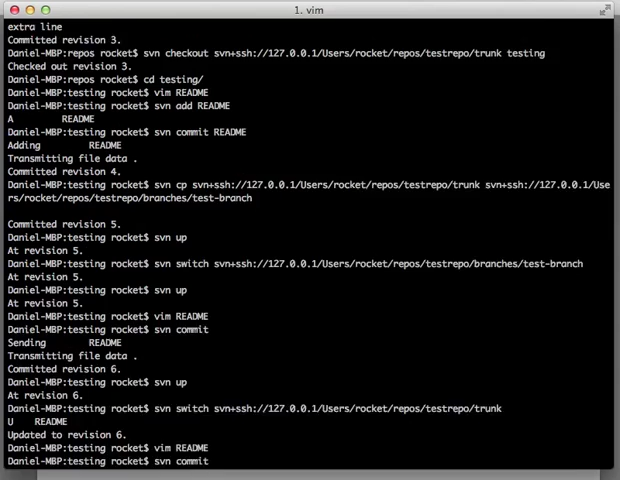 1. vim
extra line
Committed revision 3.
Daniel-MBP:repos rocket$ svn checkout svn+ssh://127.0.0.1/Users/rocket/repos/testrepo/trunk testing
Checked out revision 3.
Daniel-MBP:repos rocket$ cd testing/
Daniel-MBP:testing rocket$ vim README
Daniel-MBP:testing rocket$ svn add README
A         README
Daniel-MBP:testing rocket$ svn commit README
Adding         README
Transmitting file data .
Committed revision 4.
Daniel-MBP:testing rocket$ svn cp svn+ssh://127.0.0.1/Users/rocket/repos/testrepo/trunk svn+ssh://127.0.0.1/Use
rs/rocket/repos/testrepo/branches/test-branch
Committed revision 5.
Daniel-MBP:testing rocket$ svn up
At revision 5.
Daniel-MBP:testing rocket$ svn switch svn+ssh://127.0.0.1/Users/rocket/repos/testrepo/branches/test-branch
At revision 5.
Daniel-MBP:testing rocket$ svn up
At revision 5.
Daniel-MBP:testing rocket$ vim README
Daniel-MBP:testing rocket$ svn commit
Sending        README
Transmitting file data .
Committed revision 6.
Daniel-MBP:testing rocket$ svn up
At revision 6.
Daniel-MBP:testing rocket$ svn switch svn+ssh://127.0.0.1/Users/rocket/repos/testrepo/trunk
U    README
Updated to revision 6.
Daniel-MBP:testing rocket$ vim README
Daniel-MBP:testing rocket$ svn commit